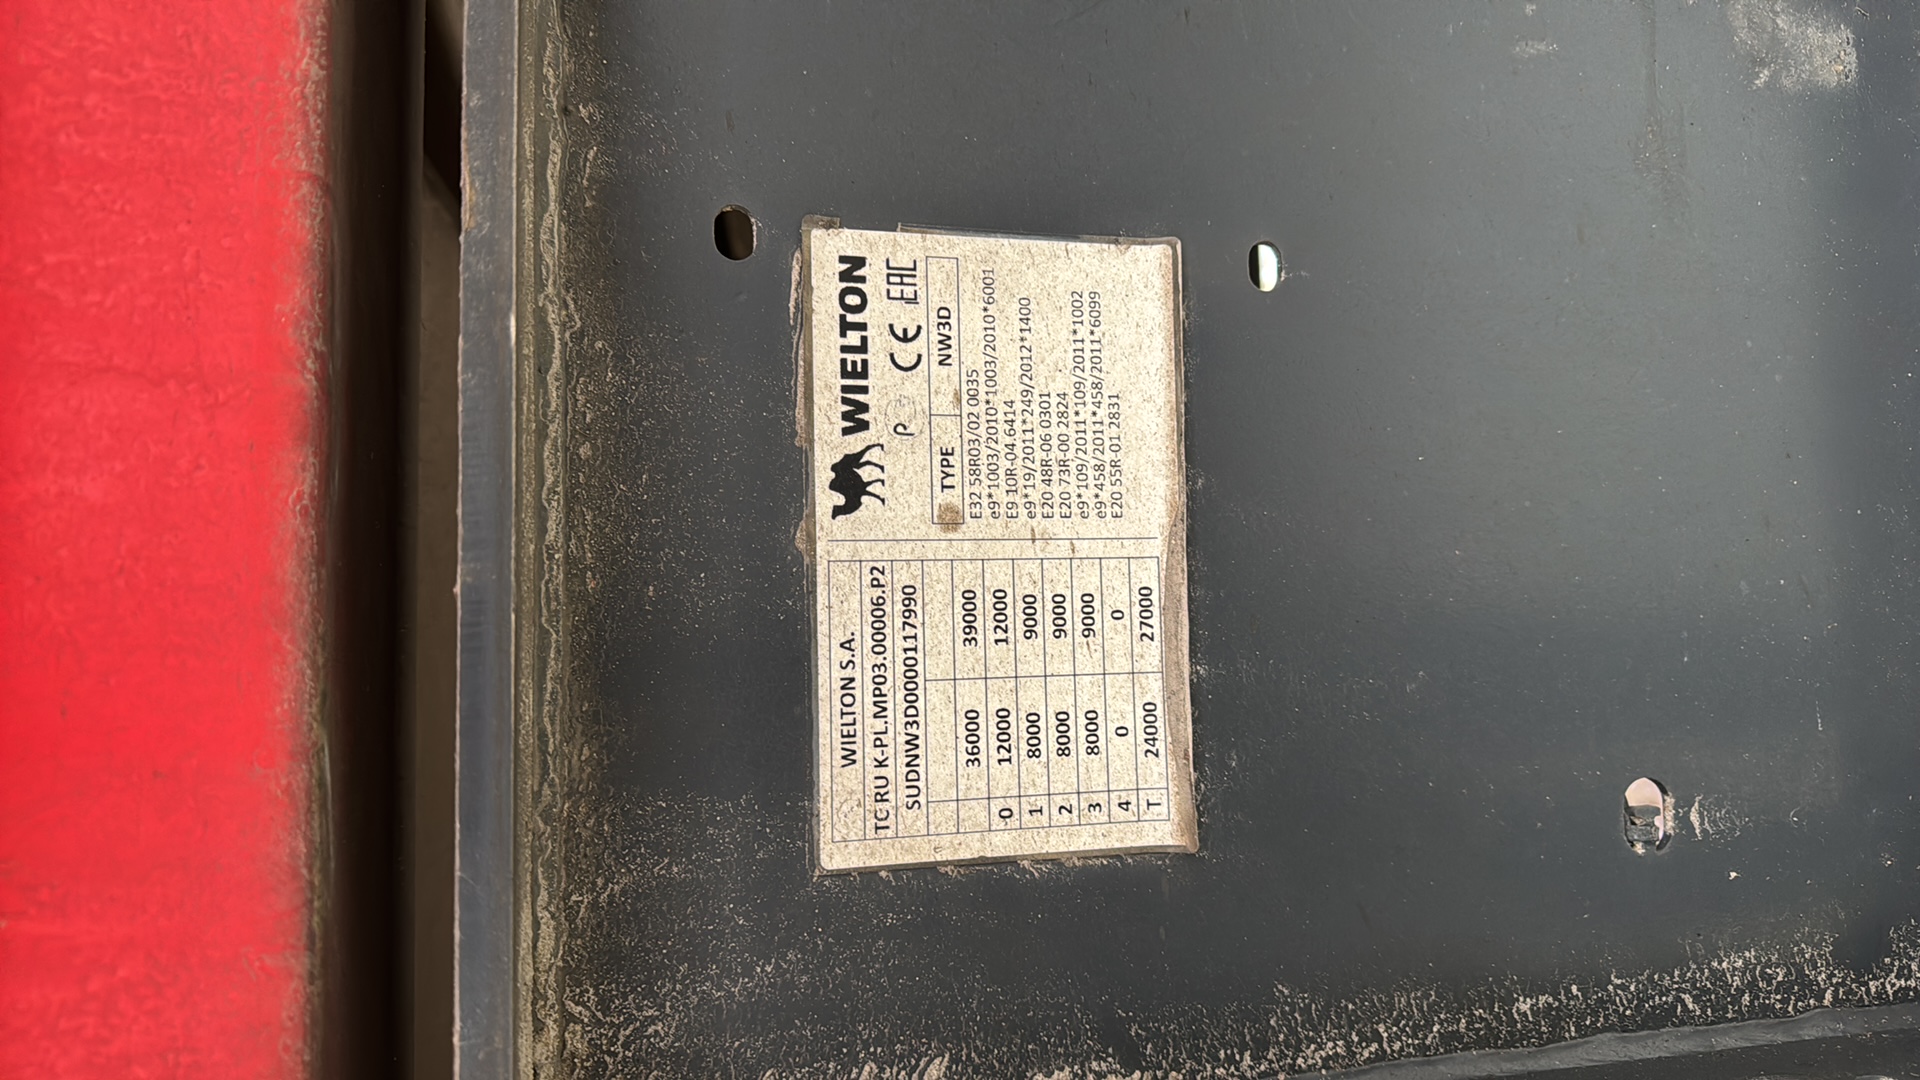 WIELTON S.A.
TC RU K-PL.MP03.00006.P2
SUDNW3D0000117990
36000 39000
0 12000 12000
1 8000 9000
2 8000 9000
3 8000 9000
4 0 0
T. 24000 27000
WIELTON
P CE EAC
TYPE NW3D
E32 58R03/02 0035
e9*1003/2010*1003/2010*6001
E9 10R-04.6414
e9*19/2011*249/2012*1400
E20 48R-06 0301
E20 73R-00 2824
e9*109/2011*109/2011*1002
e9*458/2011*458/2011*6099
E20 55R-01 2831